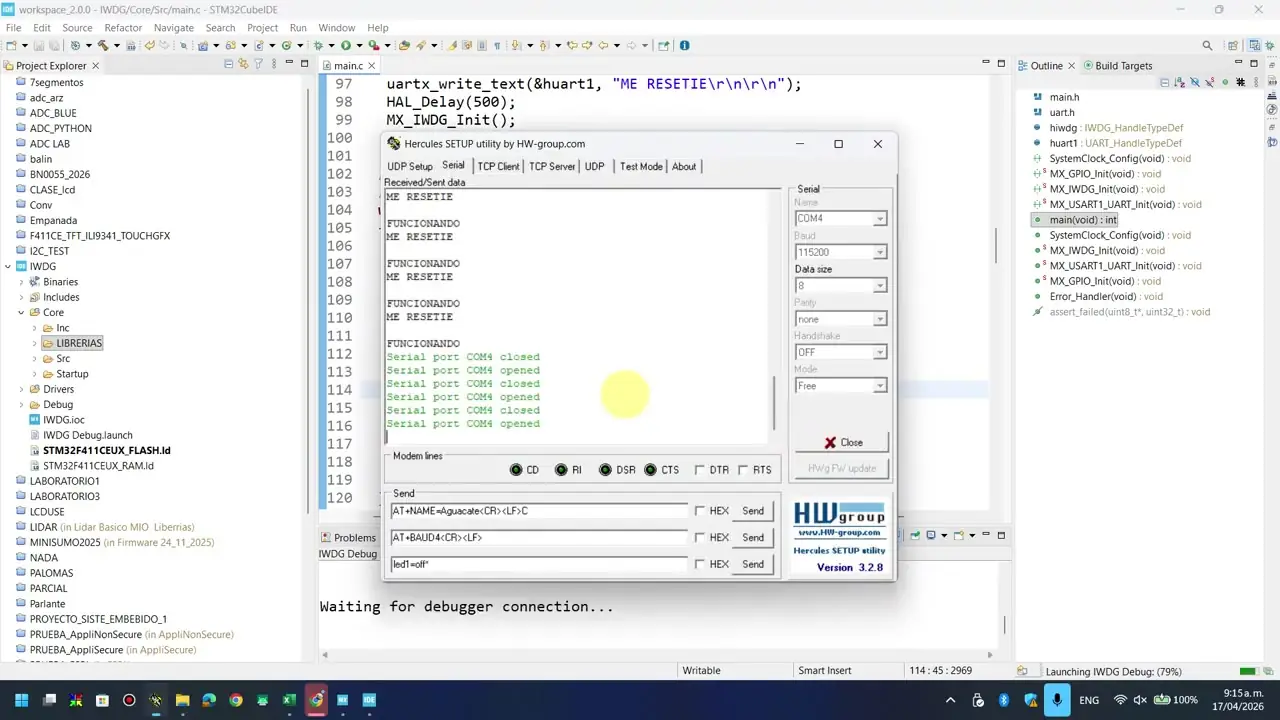 workspace_2.0.0 - IWDG/Core/Src/main.c - STM32CubeIDE
File Edit Source Refactor Navigate Search Project Run Window Help
Project Explorer
7segmentos
adc_arz
ADC_BLUE
ADC_PYTHON
ADC LAB
balin
BN0055_2026
CLASE_lcd
Conv
Empanada
F411CE_TFT_ILI9341_TOUCHGFX
I2C_TEST
IWDG
Binaries
Includes
Core
Inc
LIBRERIAS
Src
Startup
Drivers
Debug
IWDG.ioc
IWDG Debug.launch
STM32F411CEUX_FLASH.ld
STM32F411CEUX_RAM.ld
LABORATORIO1
LABORATORIO3
LCDUSE
LIDAR (in Lidar Basico MIO Liberrias)
MINISUMO2025 (in Firmware 24_11_2025)
NADA
PALOMAS
PARCIAL
Parlante
PROYECTO_SISTE_EMBEBIDO_1
PRUEBA_AppliNonSecure (in AppliNonSecure)
PRUEBA_AppliSecure (in AppliSecure)
main.c
97 uartx_write_text(&huart1, "ME RESETIE\r\n\r\n");
98 HAL_Delay(500);
99 MX_IWDG_Init();
100
101
102
103
104
105
106
107
108
109
110
111
112
113
114
115
116
117
118
119
120
Hercules SETUP utility by HW-group.com
UDP Setup Serial TCP Client TCP Server UDP Test Mode About
Received/Sent data
ME RESETIE
FUNCIONANDO
ME RESETIE
FUNCIONANDO
ME RESETIE
FUNCIONANDO
ME RESETIE
FUNCIONANDO
Serial port COM4 closed
Serial port COM4 opened
Serial port COM4 closed
Serial port COM4 opened
Serial port COM4 closed
Serial port COM4 opened
Serial
Name
COM4
Baud
115200
Data size
8
Parity
none
Handshake
OFF
Mode
Free
Close
HWg FW update
Modem lines
CD RI DSR CTS DTR RTS
Send
AT+NAME=Aguacate<CR><LF>C HEX Send
AT+BAUD4<CR><LF> HEX Send
led1=off* HEX Send
HWgroup
www.HW-group.com
Hercules SETUP utility
Version 3.2.8
Problems
IWDG Debug
Waiting for debugger connection...
Outline Build Targets
main.h
uart.h
hiwdg : IWDG_HandleTypeDef
huart1 : UART_HandleTypeDef
SystemClock_Config(void) : void
MX_GPIO_Init(void) : void
MX_IWDG_Init(void) : void
MX_USART1_UART_Init(void) : void
main(void) : int
SystemClock_Config(void) : void
MX_IWDG_Init(void) : void
MX_USART1_UART_Init(void) : void
MX_GPIO_Init(void) : void
Error_Handler(void) : void
assert_failed(uint8_t*, uint32_t) : void
Writable Smart Insert 114 : 45 : 2969 Launching IWDG Debug: (79%)
ENG 100% 9:15 a. m.
17/04/2026